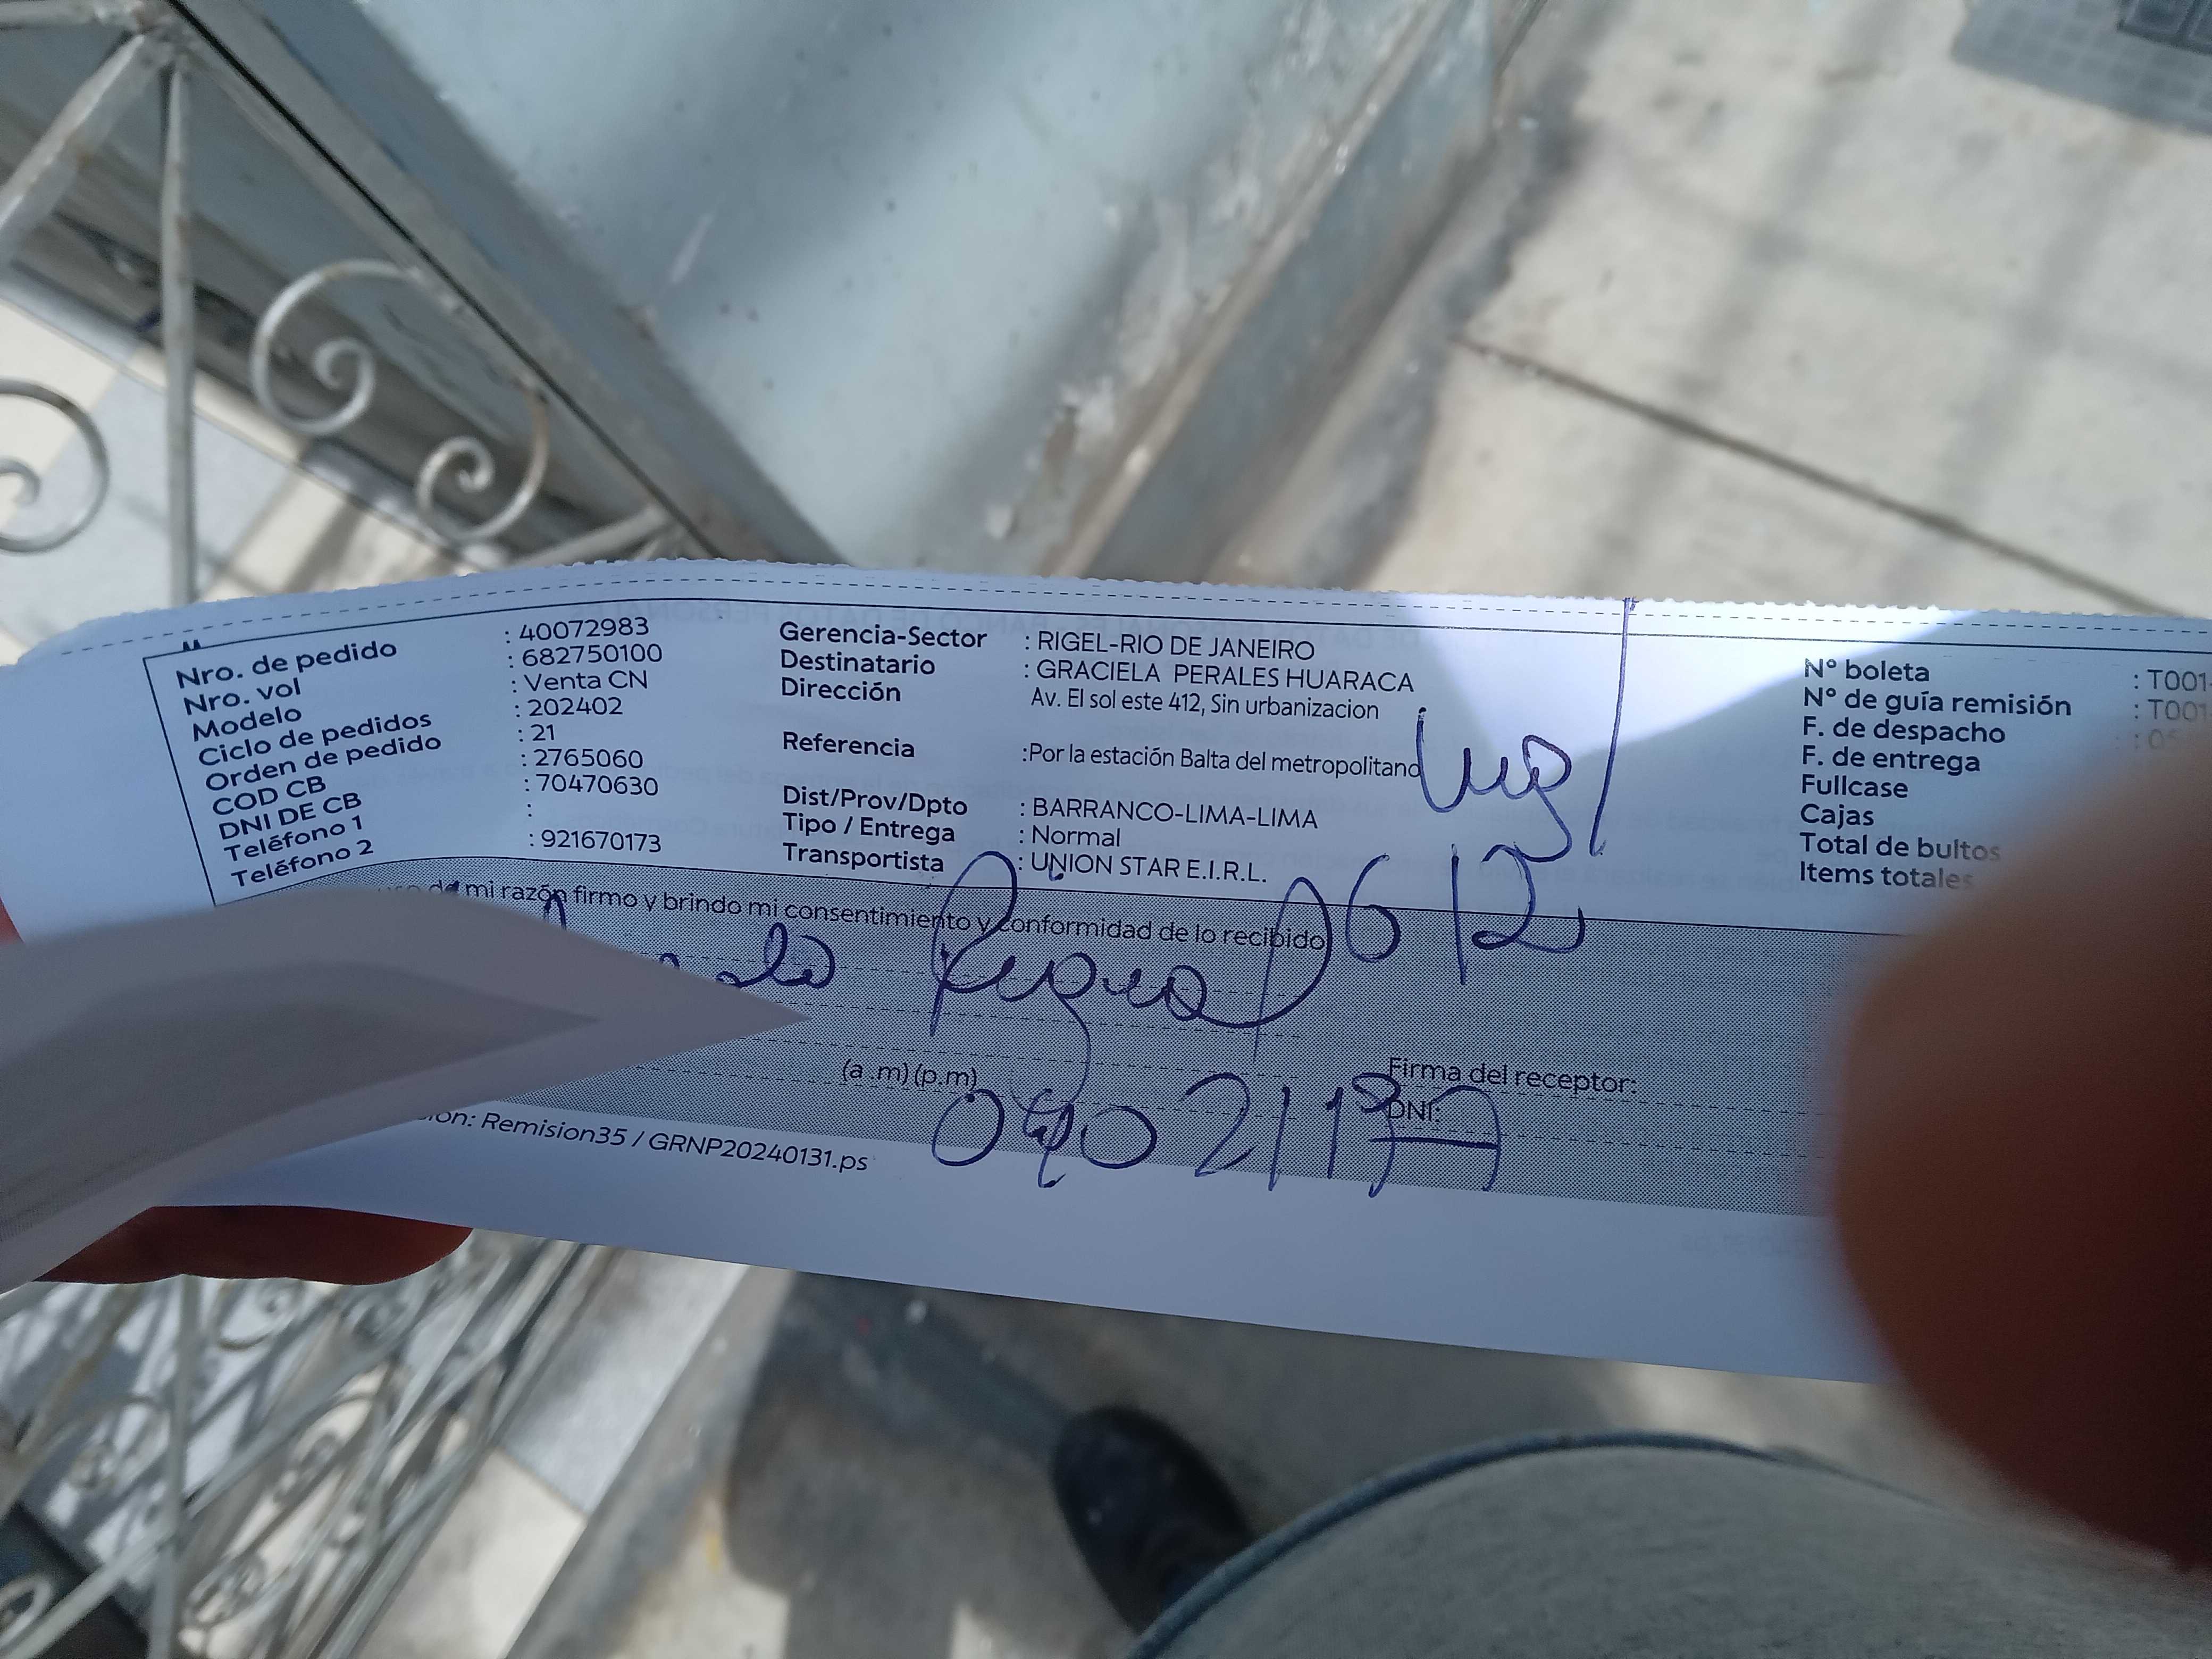 Nro. de pedido : 40072983
Nro. vol : 682750100
Modelo : Venta CN
Ciclo de pedidos : 202402
Orden de pedido : 21
COD CB : 2765060
DNI DE CB : 70470630
Teléfono 1 :
Teléfono 2 : 921670173
Gerencia-Sector : RIGEL-RIO DE JANEIRO
Destinatario : GRACIELA PERALES HUARACA
Dirección Av. El sol este 412, Sin urbanizacion
Referencia :Por la estación Balta del metropolitano
Dist/Prov/Dpto : BARRANCO-LIMA-LIMA
Tipo / Entrega : Normal
Transportista : UNION STAR E.I.R.L.
N° boleta : T001-
N° de guía remisión : T001-
F. de despacho : 05
F. de entrega
Fullcase
Cajas
Total de bultos
Items totales
de mi razón firmo y brindo mi consentimiento y conformidad de lo recibido
612
(a .m) (p.m)
Firma del receptor:
DNI:
Remision35 / GRNP20240131.ps